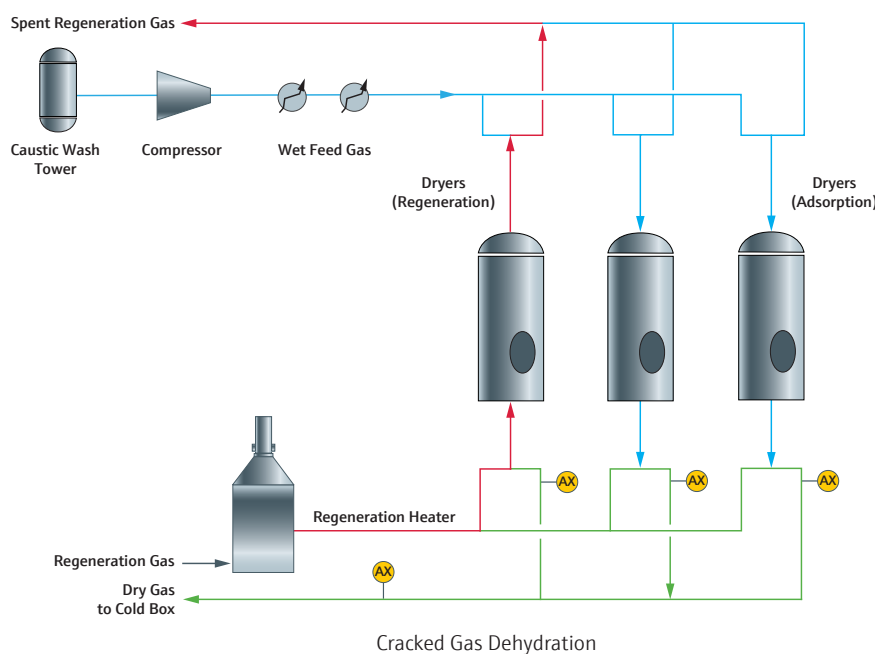 Spent Regeneration Gas
Caustic Wash
Tower
Compressor
Wet Feed Gas
Dryers
(Regeneration)
Dryers
(Adsorption)
AX
AX
AX
Regeneration Heater
Regeneration Gas
AX
Dry Gas
to Cold Box
Cracked Gas Dehydration